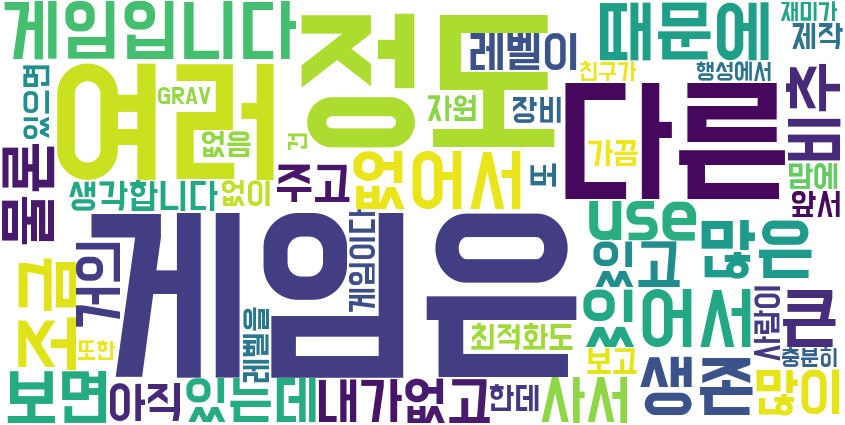 게임입니다
정도
레벨이
때문에
재미가
제작
친구가
행성에서
있으면
여러
GRAV
자원
장비
다른
추비
없음
건
가끔
물론
생각합니다
없이
주고
없어서
버
맘에
앞서
use
많은
게임은
거의
게임이다
있고
조금
또한
레벨을
최적화도
있어서
사람이
큰
보고
충분히
보면
아직
있는데
내가없고
한데
사서
생존
많이